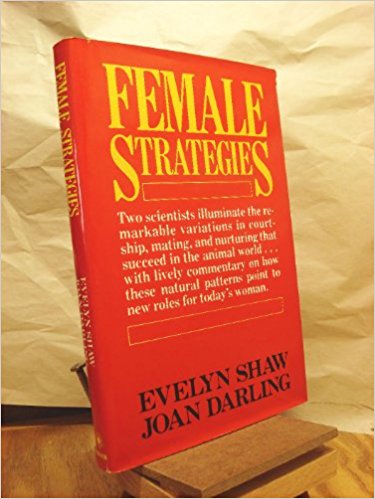 FEMALE
STRATEGIES
Two scientists illuminate the re-
markable variations in court-
ship, mating, and nurturing that
succeed in the animal world . . .
with lively commentary on how
these natural patterns point to
new roles for today's woman.
EVELYN SHAW
JOAN DARLING
FEMALE STRATEGIES
EVELYN SHAW